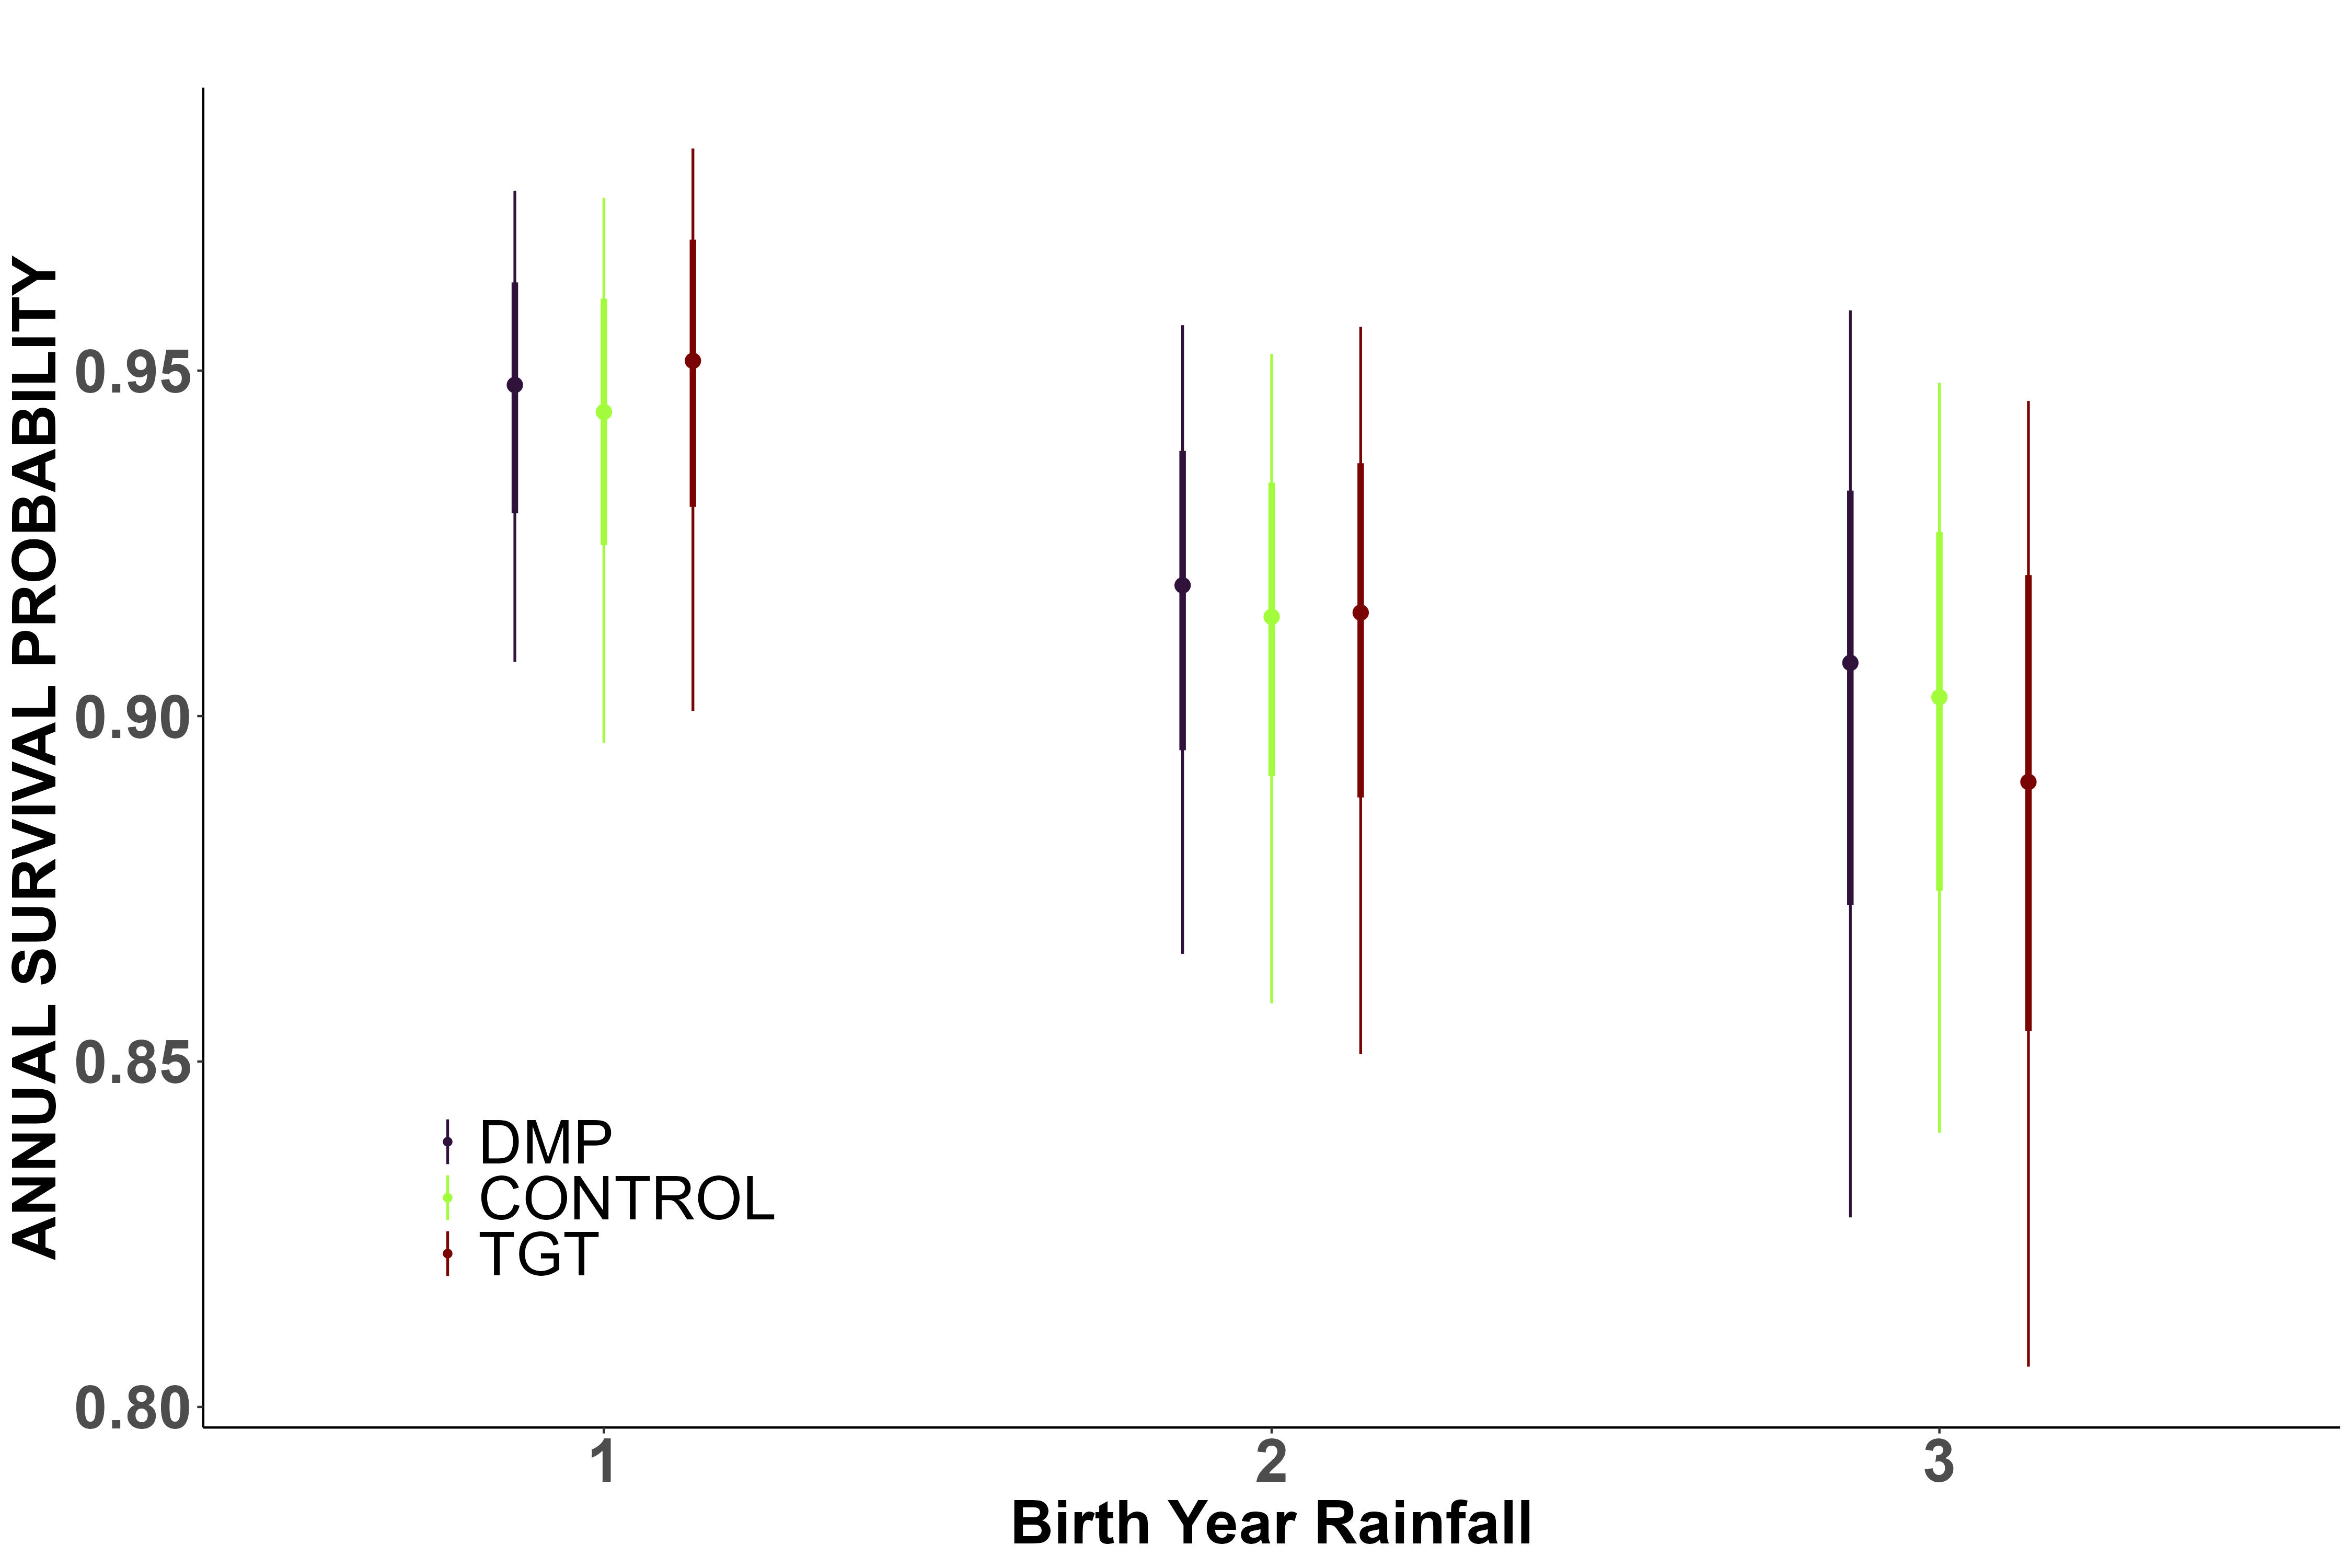 ANNUAL SURVIVAL PROBABILITY
0.95
0.90
0.85
0.80
DMP
CONTROL
TGT
1 2 3
Birth Year Rainfall